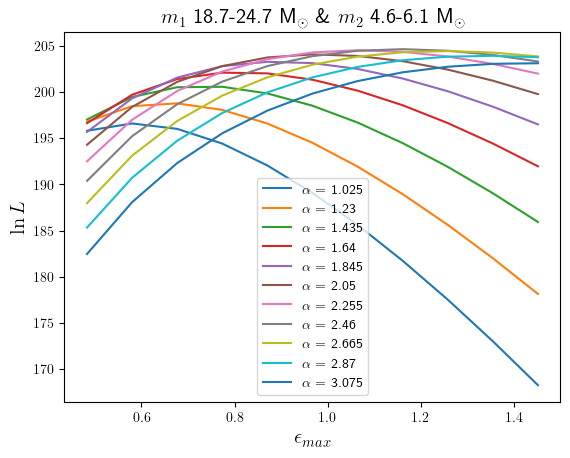 m₁ 18.7-24.7 M⊙ & m₂ 4.6-6.1 M⊙
ln L
205
200
195
190
185
180
175
170
α = 1.025
α = 1.23
α = 1.435
α = 1.64
α = 1.845
α = 2.05
α = 2.255
α = 2.46
α = 2.665
α = 2.87
α = 3.075
0.6 0.8 1.0 1.2 1.4
ϵmax